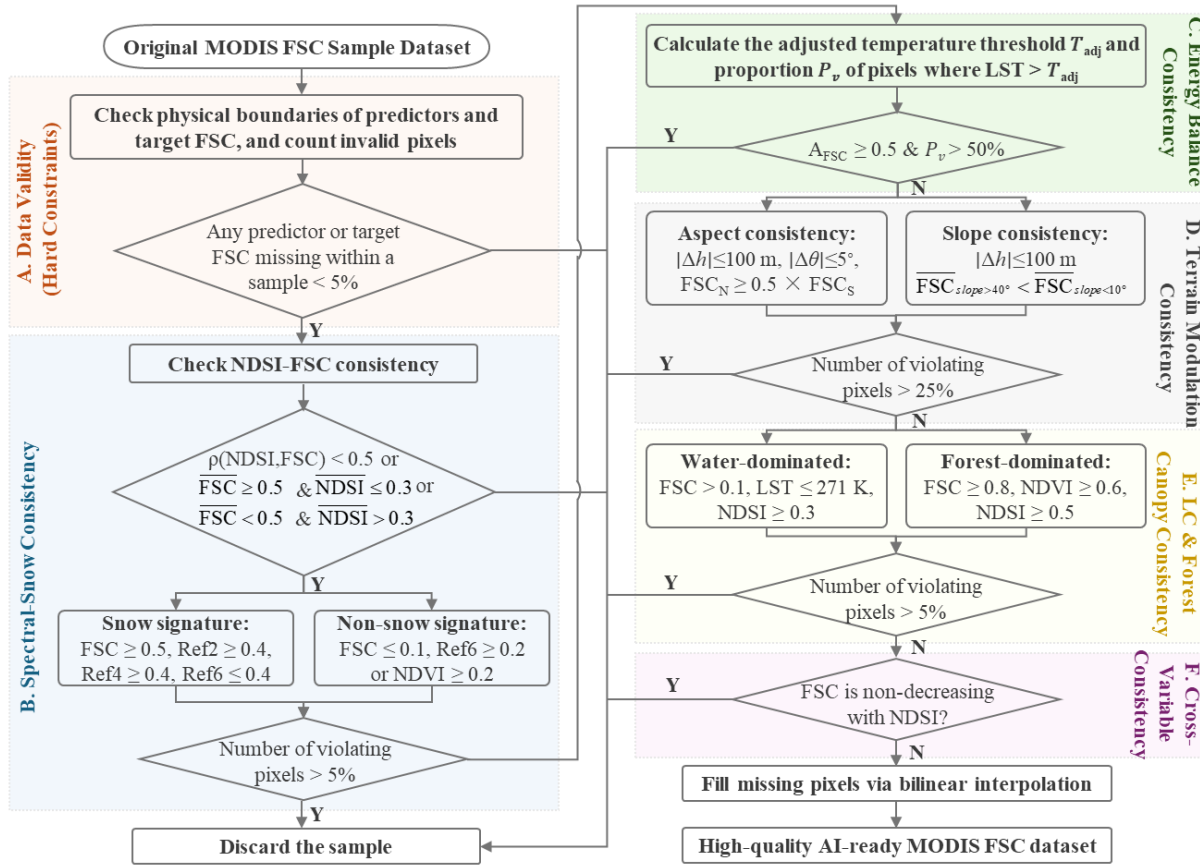 Original MODIS FSC Sample Dataset
A. Data Validity
(Hard Constraints)
Check physical boundaries of predictors and
target FSC, and count invalid pixels
Any predictor or target
FSC missing within a
sample < 5%
Y
B. Spectral-Snow Consistency
Check NDSI-FSC consistency
ρ(NDSI,FSC) < 0.5 or
F̅S̅C̅ ≥ 0.5 & N̅D̅S̅I̅ ≤ 0.3 or
F̅S̅C̅ < 0.5 & N̅D̅S̅I̅ > 0.3
Y
Snow signature:
FSC ≥ 0.5, Ref2 ≥ 0.4,
Ref4 ≥ 0.4, Ref6 ≤ 0.4
Non-snow signature:
FSC ≤ 0.1, Ref6 ≥ 0.2
or NDVI ≥ 0.2
Number of violating
pixels > 5%
Y
Discard the sample
C. Energy Balance
Consistency
Calculate the adjusted temperature threshold T_adj and
proportion P_v of pixels where LST > T_adj
Y
A_FSC ≥ 0.5 & P_v > 50%
N
D. Terrain Modulation
Consistency
Aspect consistency:
|Δh|≤100 m, |Δθ|≤5°,
FSC_N ≥ 0.5 × FSC_S
Slope consistency:
|Δh|≤100 m
F̅S̅C̅_slope>40° < F̅S̅C̅_slope<10°
Y
Number of violating
pixels > 25%
N
E. LC & Forest
Canopy Consistency
Water-dominated:
FSC > 0.1, LST ≤ 271 K,
NDSI ≥ 0.3
Forest-dominated:
FSC ≥ 0.8, NDVI ≥ 0.6,
NDSI ≥ 0.5
Y
Number of violating
pixels > 5%
N
F. Cross-
Variable
Consistency
Y
FSC is non-decreasing
with NDSI?
N
Fill missing pixels via bilinear interpolation
High-quality AI-ready MODIS FSC dataset